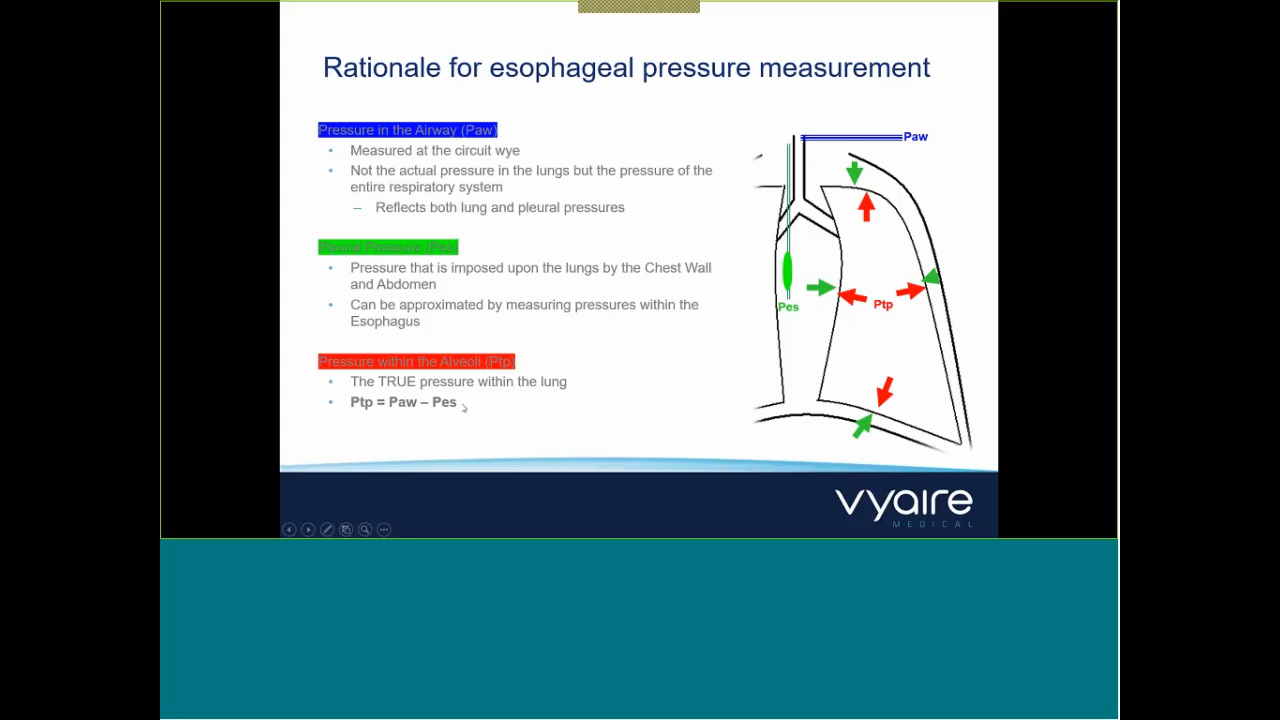 Rationale for esophageal pressure measurement
Pressure in the Airway (Paw)
• Measured at the circuit wye
• Not the actual pressure in the lungs but the pressure of the
entire respiratory system
– Reflects both lung and pleural pressures
Pleural Pressure (Pes)
• Pressure that is imposed upon the lungs by the Chest Wall
and Abdomen
• Can be approximated by measuring pressures within the
Esophagus
Pressure within the Alveoli (Ptp)
• The TRUE pressure within the lung
• Ptp = Paw – Pes
Paw
Pes
Ptp
vyaire
MEDICAL